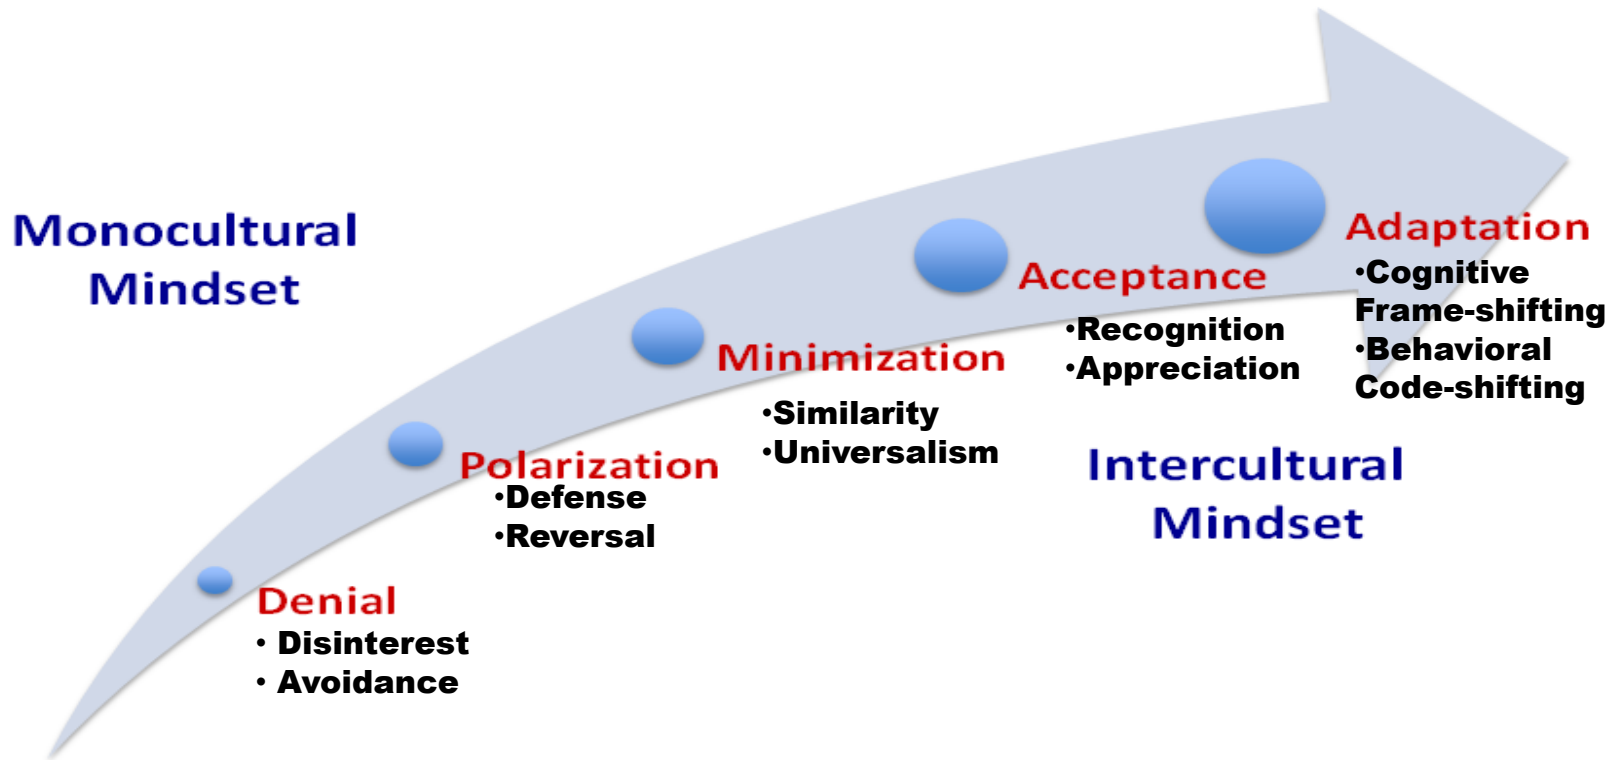 Monocultural
Mindset
Denial
• Disinterest
• Avoidance
Polarization
•Defense
•Reversal
Minimization
•Similarity
•Universalism
Acceptance
•Recognition
•Appreciation
Adaptation
•Cognitive
Frame-shifting
•Behavioral
Code-shifting
Intercultural
Mindset